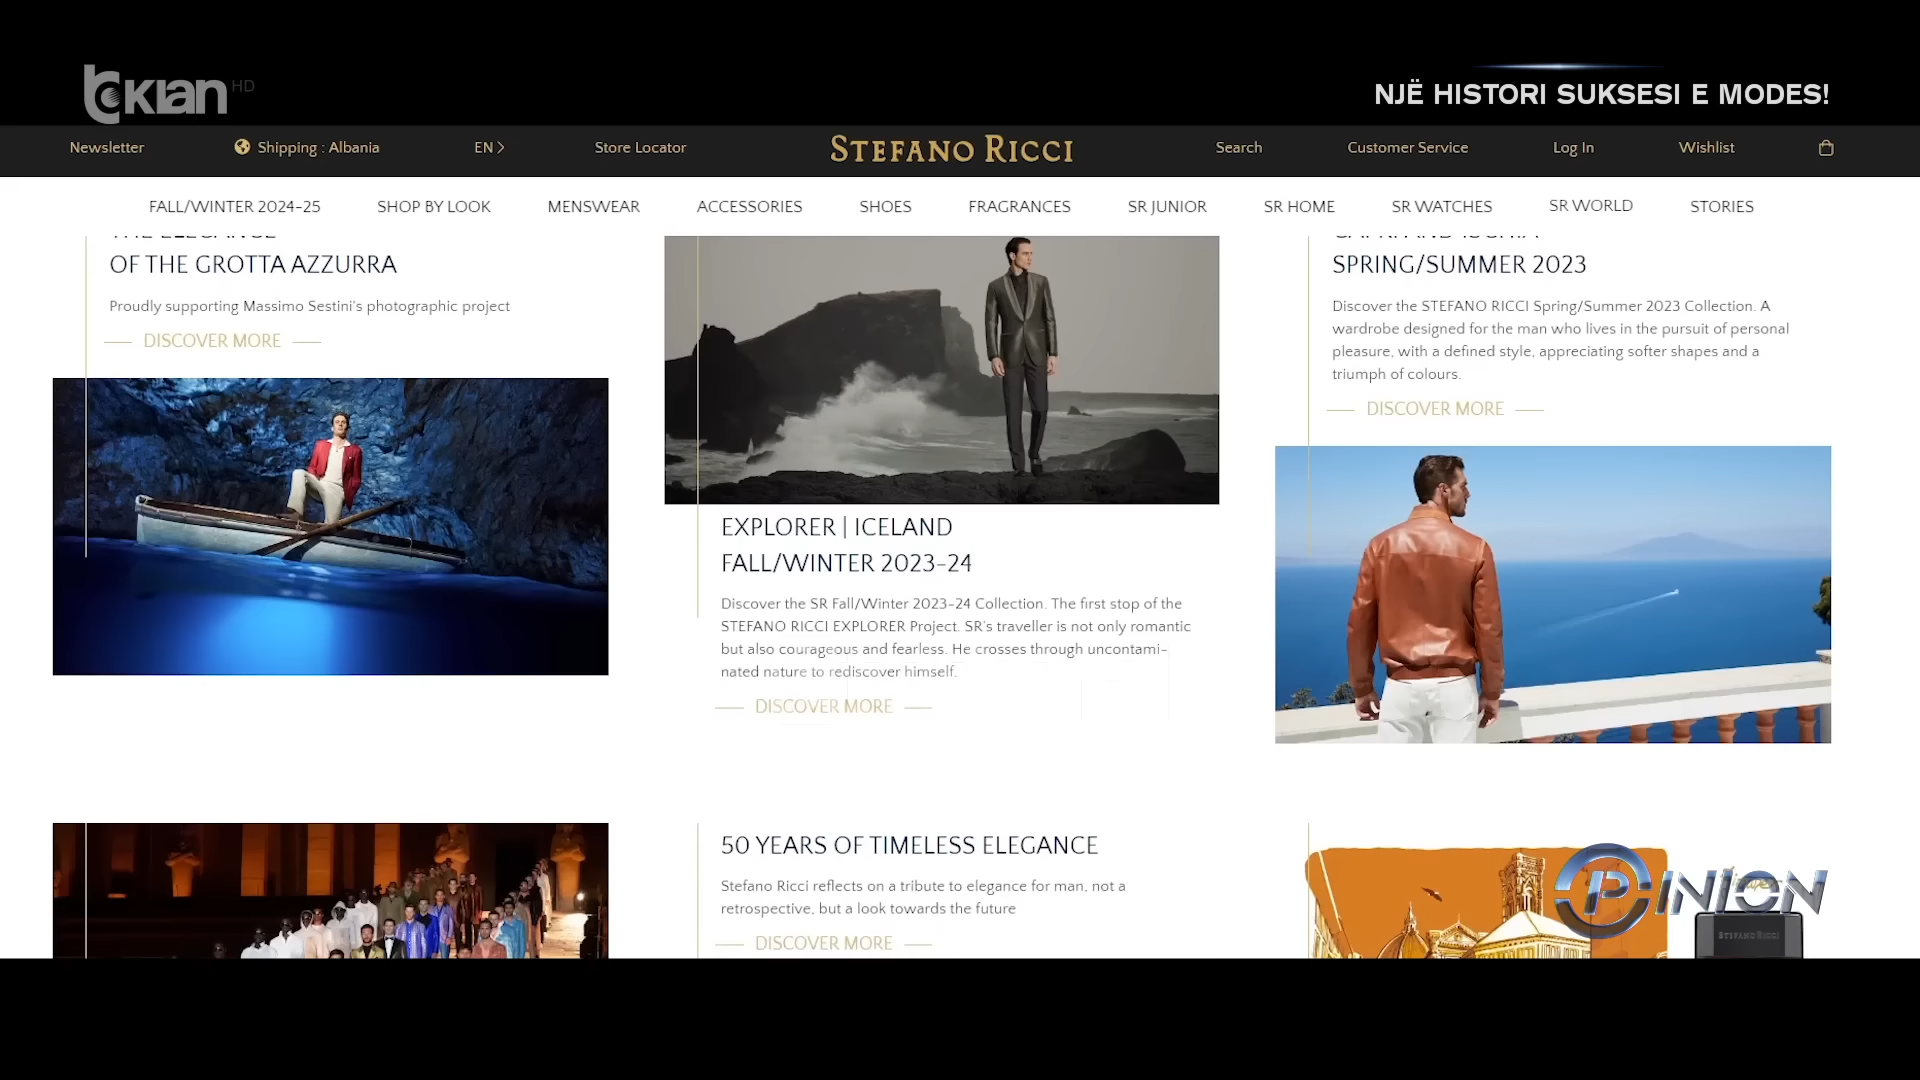 tvklan HD
NJË HISTORI SUKSESI E MODES!
Newsletter
Shipping : Albania
EN
Store Locator
STEFANO RICCI
Search
Customer Service
Log In
Wishlist
FALL/WINTER 2024-25
SHOP BY LOOK
MENSWEAR
ACCESSORIES
SHOES
FRAGRANCES
SR JUNIOR
SR HOME
SR WATCHES
SR WORLD
STORIES
THE ELEGANCE
OF THE GROTTA AZZURRA
Proudly supporting Massimo Sestini's photographic project
DISCOVER MORE
EXPLORER | ICELAND
FALL/WINTER 2023-24
Discover the SR Fall/Winter 2023-24 Collection. The first stop of the
STEFANO RICCI EXPLORER Project. SR's traveller is not only romantic
but also courageous and fearless. He crosses through uncontami-
nated nature to rediscover himself.
DISCOVER MORE
CAPRI AND ISCHIA
SPRING/SUMMER 2023
Discover the STEFANO RICCI Spring/Summer 2023 Collection. A
wardrobe designed for the man who lives in the pursuit of personal
pleasure, with a defined style, appreciating softer shapes and a
triumph of colours.
DISCOVER MORE
50 YEARS OF TIMELESS ELEGANCE
Stefano Ricci reflects on a tribute to elegance for man, not a
retrospective, but a look towards the future
DISCOVER MORE
OPINION
STEFANO RICCI